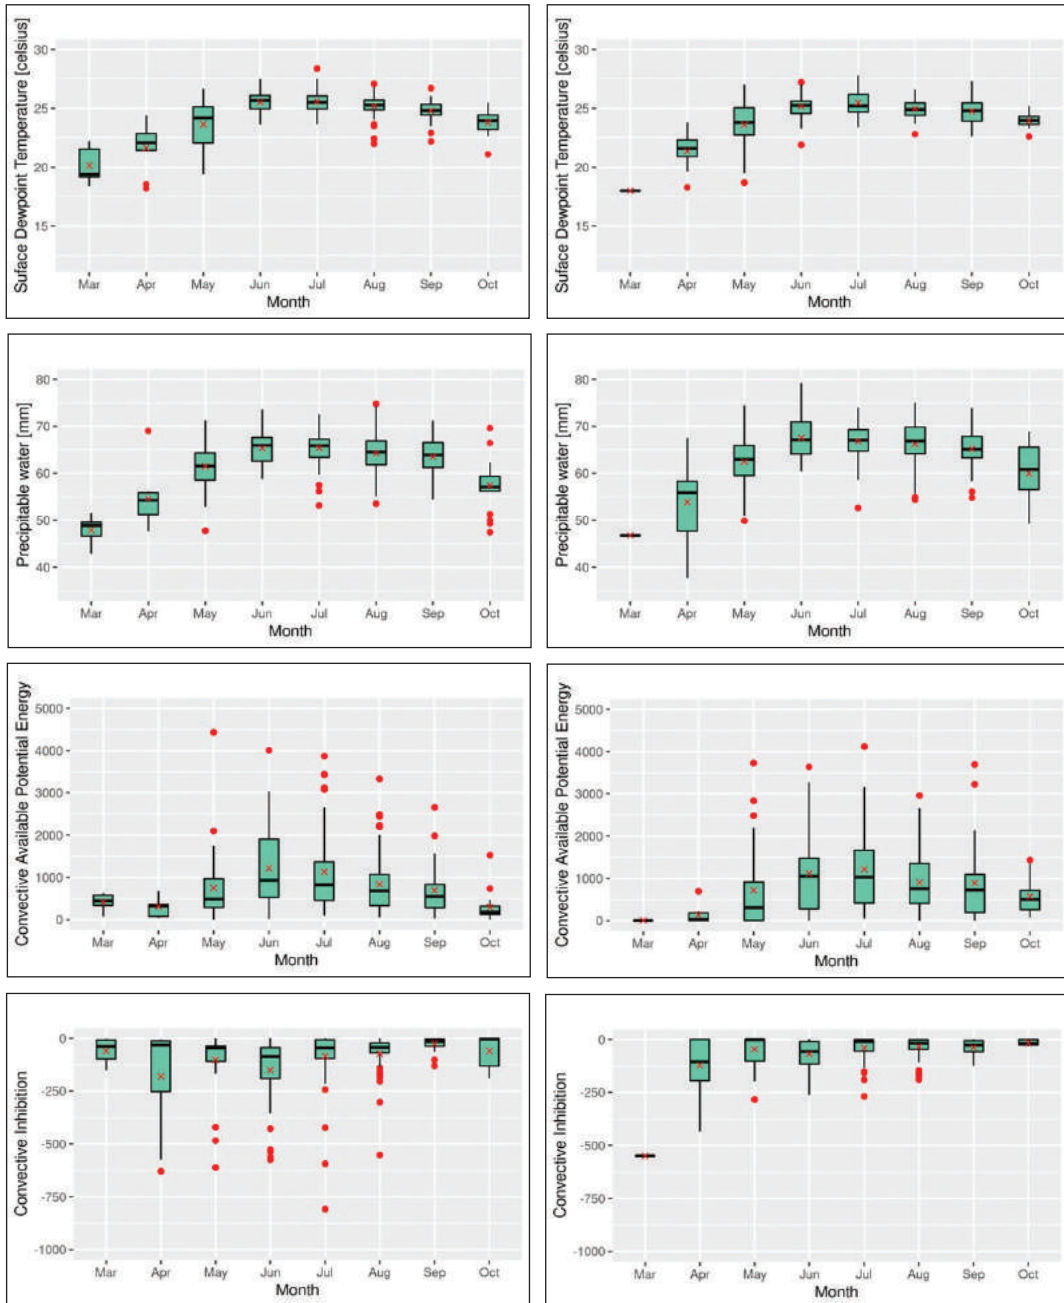 Suface Dewpoint Temperature [celsius]
30
25
20
15
Mar Apr May Jun Jul Aug Sep Oct
Month
Suface Dewpoint Temperature [celsius]
30
25
20
15
Mar Apr May Jun Jul Aug Sep Oct
Month
Precipitable water [mm]
80
70
60
50
40
Mar Apr May Jun Jul Aug Sep Oct
Month
Precipitable water [mm]
80
70
60
50
40
Mar Apr May Jun Jul Aug Sep Oct
Month
Convective Available Potential Energy
5000
4000
3000
2000
1000
0
Mar Apr May Jun Jul Aug Sep Oct
Month
Convective Available Potential Energy
5000
4000
3000
2000
1000
0
Mar Apr May Jun Jul Aug Sep Oct
Month
Convective Inhibition
0
-250
-500
-750
-1000
Mar Apr May Jun Jul Aug Sep Oct
Month
Convective Inhibition
0
-250
-500
-750
-1000
Mar Apr May Jun Jul Aug Sep Oct
Month